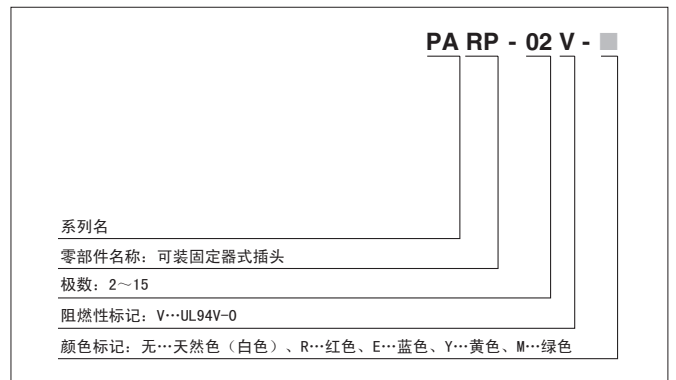 PA RP - 02 V - ■
系列名
零部件名称：可装固定器式插头
极数：2～15
阻燃性标记：V…UL94V-0
颜色标记：无…天然色（白色）、R…红色、E…蓝色、Y…黄色、M…绿色